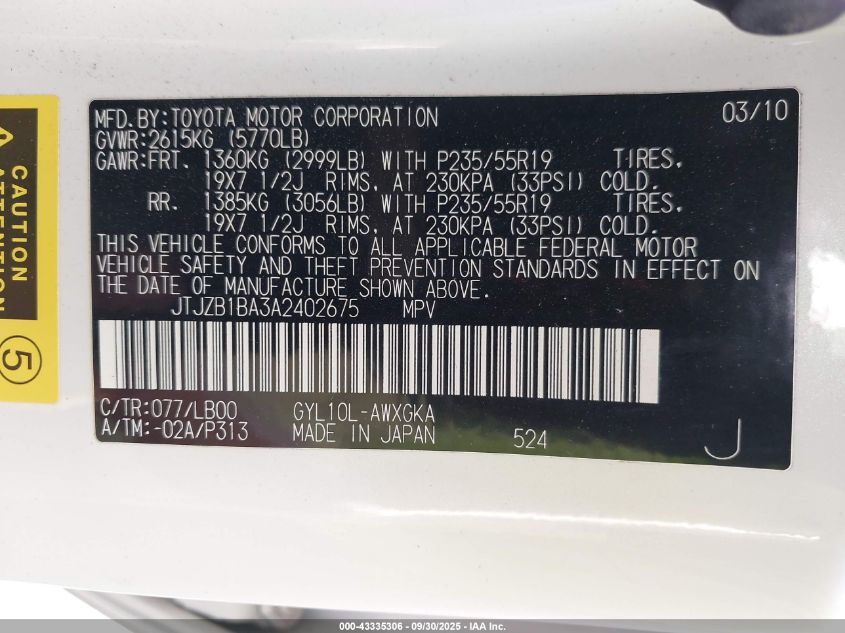 MFD.BY:TOYOTA MOTOR CORPORATION 03/10
GVWR:2615KG (5770LB)
GAWR:FRT. 1360KG (2999LB) WITH P235/55R19 TIRES.
19X7 1/2J RIMS, AT 230KPA (33PSI) COLD.
RR. 1385KG (3056LB) WITH P235/55R19 TIRES.
19X7 1/2J RIMS, AT 230KPA (33PSI) COLD.
THIS VEHICLE CONFORMS TO ALL APPLICABLE FEDERAL MOTOR
VEHICLE SAFETY AND THEFT PREVENTION STANDARDS IN EFFECT ON
THE DATE OF MANUFACTURE SHOWN ABOVE.
JTJZB1BA3A2402675 MPV
C/TR:077/LB00 GYL10L-AWXGKA
A/TM:-02A/P313 MADE IN JAPAN 524 J
CAUTION
ATTENTION
5
000-43335306 - 09/30/2025 - IAA Inc.